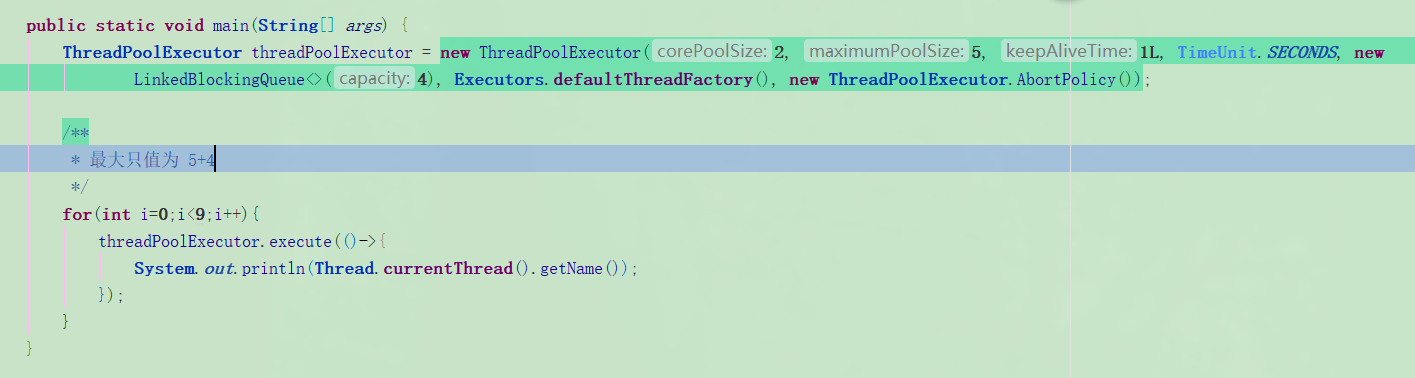 public static void main(String[] args) {
ThreadPoolExecutor threadPoolExecutor = new ThreadPoolExecutor( corePoolSize: 2, maximumPoolSize: 5, keepAliveTime: 1L, TimeUnit.SECONDS, new
LinkedBlockingQueue<>( capacity: 4), Executors.defaultThreadFactory(), new ThreadPoolExecutor.AbortPolicy());
/**
* 最大只值为 5+4
*/
for(int i=0;i<9;i++){
threadPoolExecutor.execute(()->{
System.out.println(Thread.currentThread().getName());
});
}
}